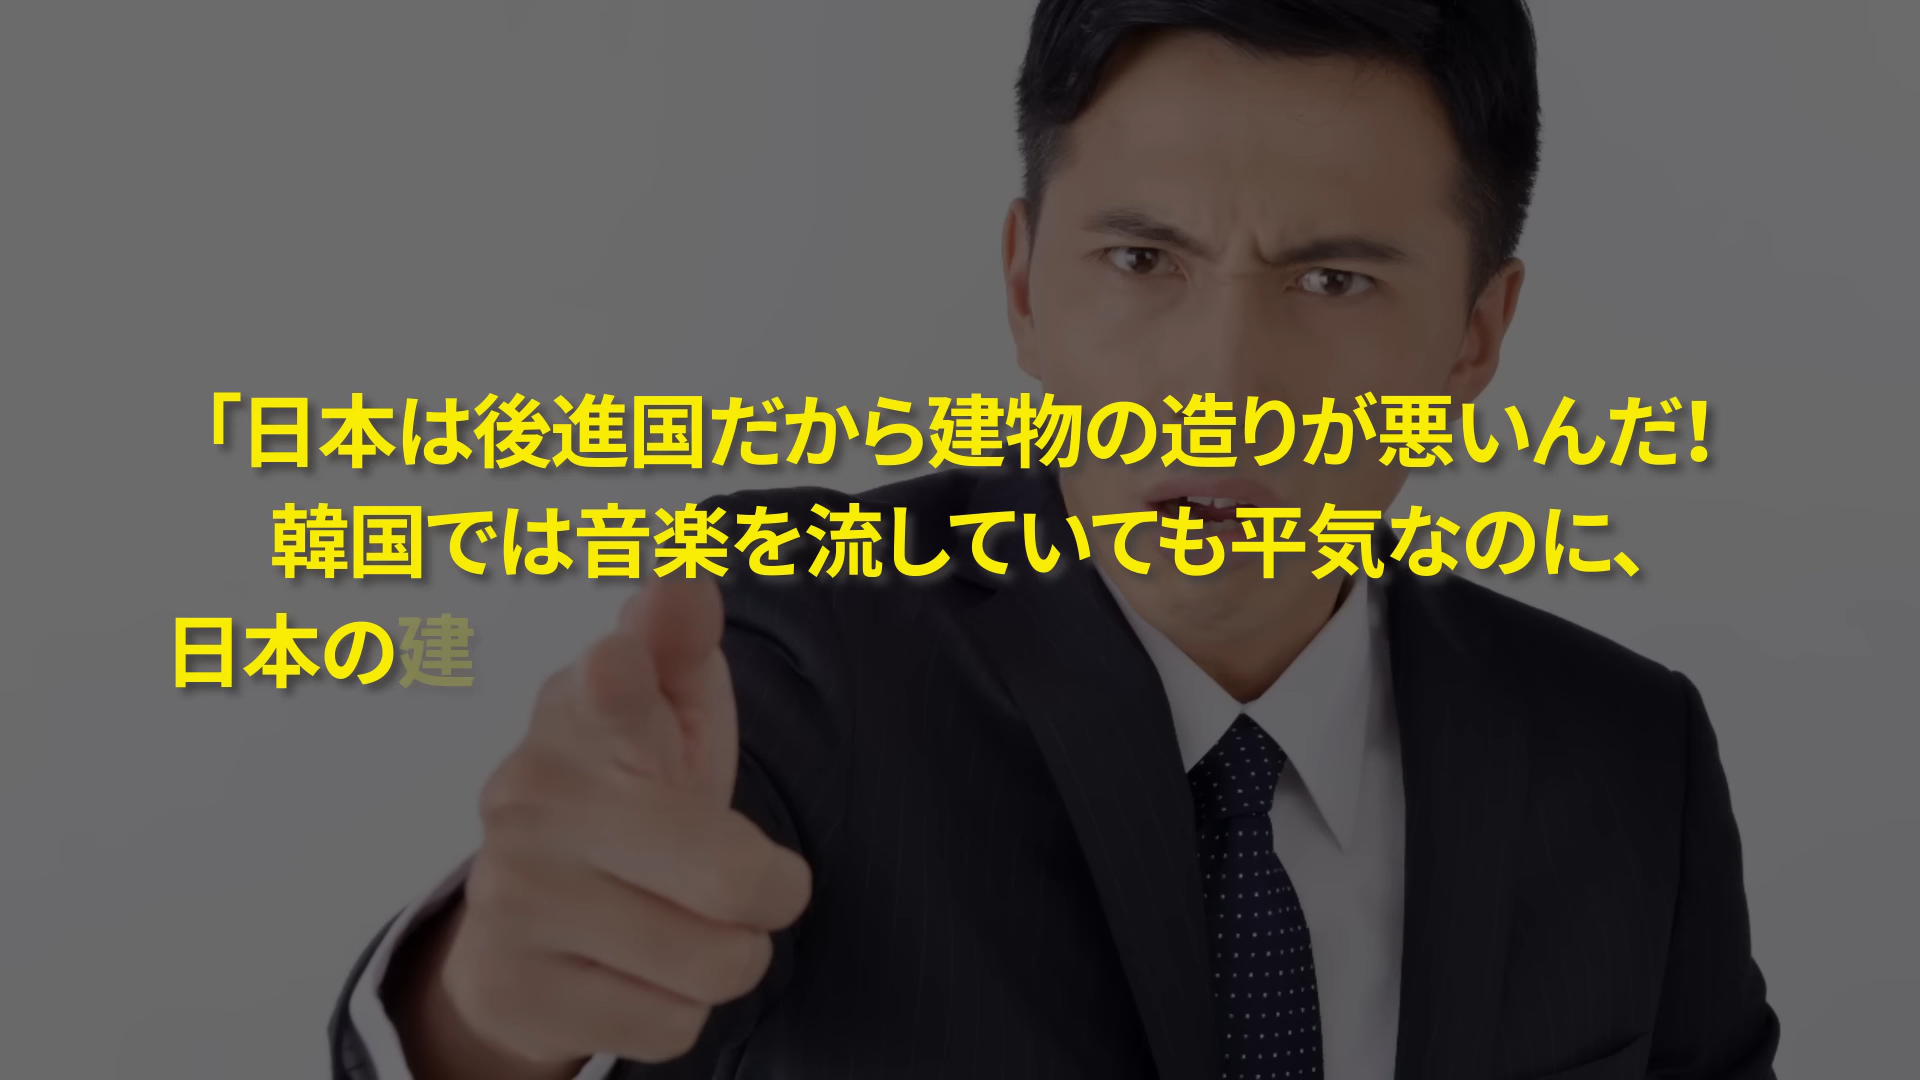 「日本は後進国だから建物の造りが悪いんだ!
韓国では音楽を流していても平気なのに、
日本の建